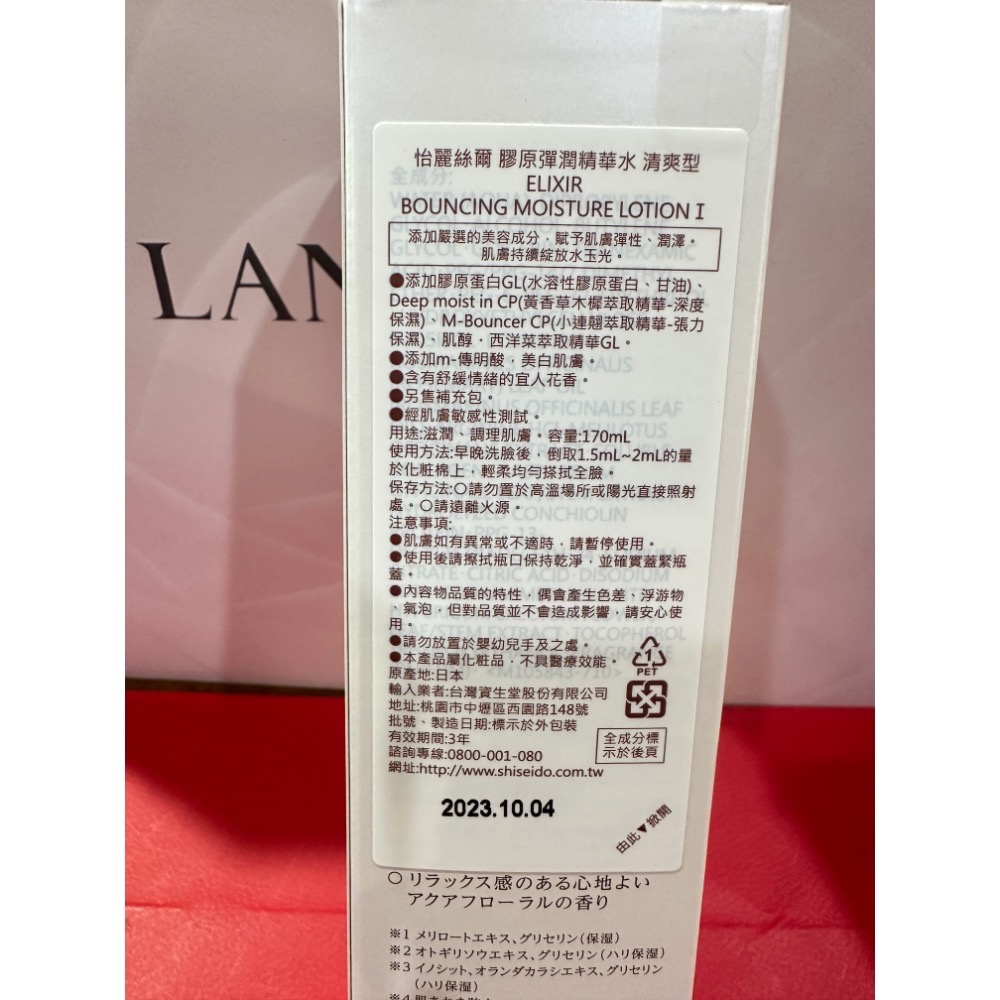 LAN
怡麗絲爾 膠原彈潤精華水 清爽型
ELIXIR
BOUNCING MOISTURE LOTION I
添加嚴選的美容成分，賦予肌膚彈性、潤澤。
肌膚持續綻放水玉光。
●添加膠原蛋白GL(水溶性膠原蛋白、甘油)、
Deep moist in CP(黃香草木樨萃取精華-深度
保濕)、M-Bouncer CP(小連翹萃取精華-張力
保濕)、肌醇，西洋菜萃取精華GL。
●添加m-傳明酸，美白肌膚。
●含有舒緩情緒的宜人花香。
●另售補充包。
●經肌膚敏感性測試。
用途:滋潤、調理肌膚。容量:170mL
使用方法:早晚洗臉後，倒取1.5mL~2mL的量
於化粧棉上，輕柔均勻搽拭全臉。
保存方法:○請勿置於高溫場所或陽光直接照射
處。○請遠離火源。
注意事項:
●肌膚如有異常或不適時，請暫停使用。
●使用後請擦拭瓶口保持乾淨，並確實蓋緊瓶
蓋。
●內容物品質的特性，偶會產生色差、浮游物
、氣泡，但對品質並不會造成影響，請安心使
用。
●請勿放置於嬰幼兒手及之處。
●本產品屬化粧品，不具醫療效能。
1
PET
原產地:日本
輸入業者:台灣資生堂股份有限公司
地址:桃園市中壢區西園路148號
批號、製造日期:標示於外包裝
有效期間:3年
諮詢專線:0800-001-080
網址:http://www.shiseido.com.tw
全成分標
示於後頁
2023.10.04
由此▼掀開
○リラックス感のある心地よい
アクアフローラルの香り
※1 メリロートエキス、グリセリン(保湿)
※2 オトギリソウエキス、グリセリン(ハリ保湿)
※3 イノシット、オランダカラシエキス、グリセリン
(ハリ保湿)